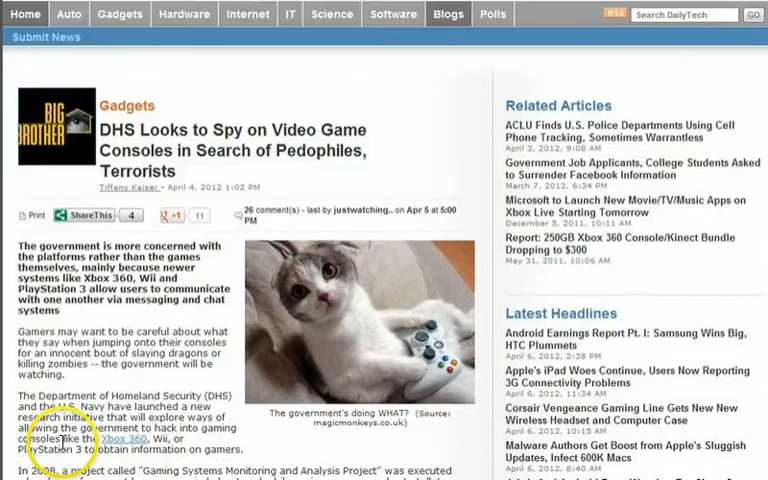 Home Auto Gadgets Hardware Internet IT Science Software Blogs Polls RSS Search DailyTech GO
Submit News
BIG
BROTHER
Gadgets
DHS Looks to Spy on Video Game
Consoles in Search of Pedophiles,
Terrorists
Tiffany Kaiser - April 4, 2012 1:02 PM
Print ShareThis 4 g +1 11 26 comment(s) - last by justwatching.. on Apr 5 at 5:00
PM
The government is more concerned with
the platforms rather than the games
themselves, mainly because newer
systems like Xbox 360, Wii and
PlayStation 3 allow users to communicate
with one another via messaging and chat
systems
Gamers may want to be careful about what
they say when jumping onto their consoles
for an innocent bout of slaying dragons or
killing zombies -- the government will be
watching.
The Department of Homeland Security (DHS)
and the U.S. Navy have launched a new
research initiative that will explore ways of
allowing the government to hack into gaming
consoles like the Xbox 360, Wii, or
PlayStation 3 to obtain information on gamers.
In 2008, a project called "Gaming Systems Monitoring and Analysis Project" was executed
The government's doing WHAT? (Source:
magicmonkeys.co.uk)
Related Articles
ACLU Finds U.S. Police Departments Using Cell
Phone Tracking, Sometimes Warrantless
April 3, 2012, 9:08 AM
Government Job Applicants, College Students Asked
to Surrender Facebook Information
March 7, 2012, 6:34 PM
Microsoft to Launch New Movie/TV/Music Apps on
Xbox Live Starting Tomorrow
December 5, 2011, 10:11 AM
Report: 250GB Xbox 360 Console/Kinect Bundle
Dropping to $300
May 31, 2011, 10:06 AM
Latest Headlines
Android Earnings Report Pt. I: Samsung Wins Big,
HTC Plummets
April 6, 2012, 2:38 PM
Apple's iPad Woes Continue, Users Now Reporting
3G Connectivity Problems
April 6, 2012, 11:34 AM
Corsair Vengeance Gaming Line Gets New New
Wireless Headset and Computer Case
April 6, 2012, 10:15 AM
Malware Authors Get Boost from Apple's Sluggish
Updates, Infect 600K Macs
April 6, 2012, 8:40 AM